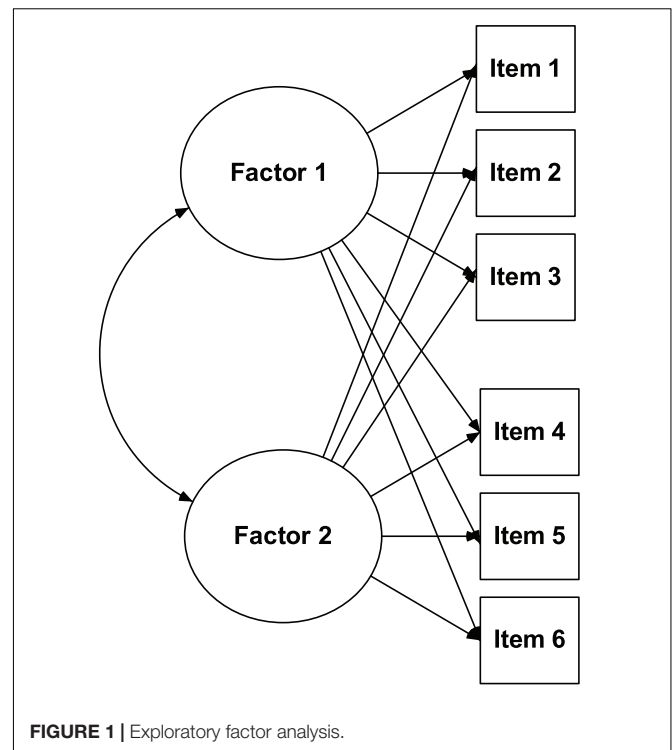 Item 1
Factor 1
Item 2
Item 3
Item 4
Factor 2
Item 5
Item 6
FIGURE 1 | Exploratory factor analysis.